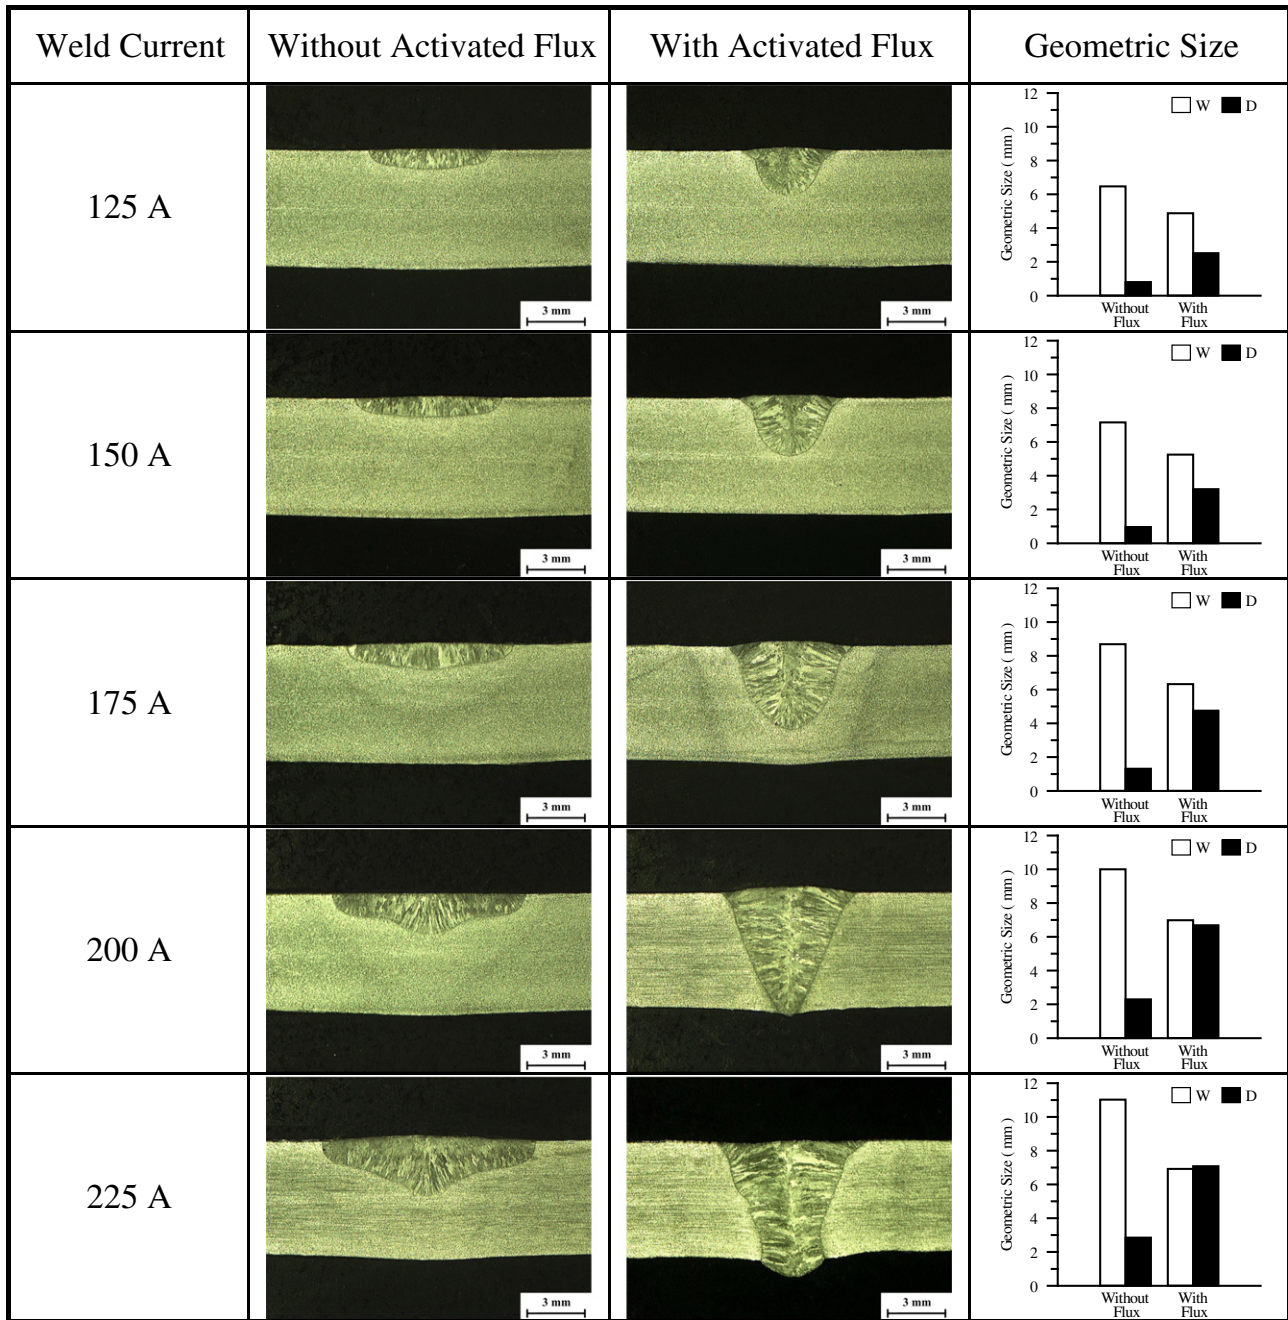 Weld Current Without Activated Flux With Activated Flux Geometric Size
125 A
3 mm
3 mm
Geometric Size ( mm )
12
10
8
6
4
2
0
W D
Without Flux
With Flux
150 A
3 mm
3 mm
Geometric Size ( mm )
12
10
8
6
4
2
0
W D
Without Flux
With Flux
175 A
3 mm
3 mm
Geometric Size ( mm )
12
10
8
6
4
2
0
W D
Without Flux
With Flux
200 A
3 mm
3 mm
Geometric Size ( mm )
12
10
8
6
4
2
0
W D
Without Flux
With Flux
225 A
3 mm
3 mm
Geometric Size ( mm )
12
10
8
6
4
2
0
W D
Without Flux
With Flux